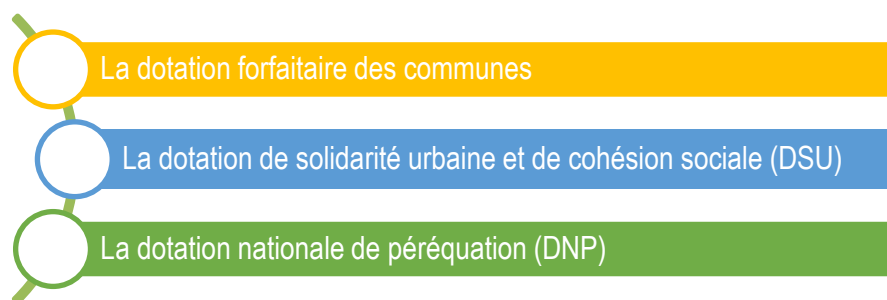 La dotation forfaitaire des communes
La dotation de solidarité urbaine et de cohésion sociale (DSU)
La dotation nationale de péréquation (DNP)